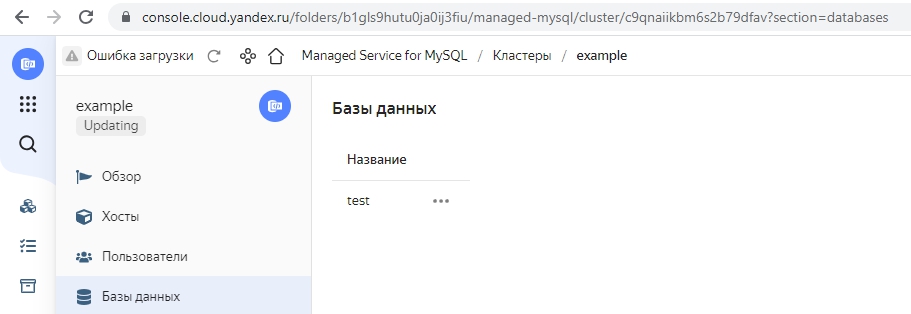 console.cloud.yandex.ru/folders/b1gls9hutu0ja0ij3fiu/managed-mysql/cluster/c9qnaiikbm6s2b79dfav?section=databases
Ошибка загрузки Managed Service for MySQL / Кластеры / example
example
Updating
Обзор
Хосты
Пользователи
Базы данных
Базы данных
Название
test